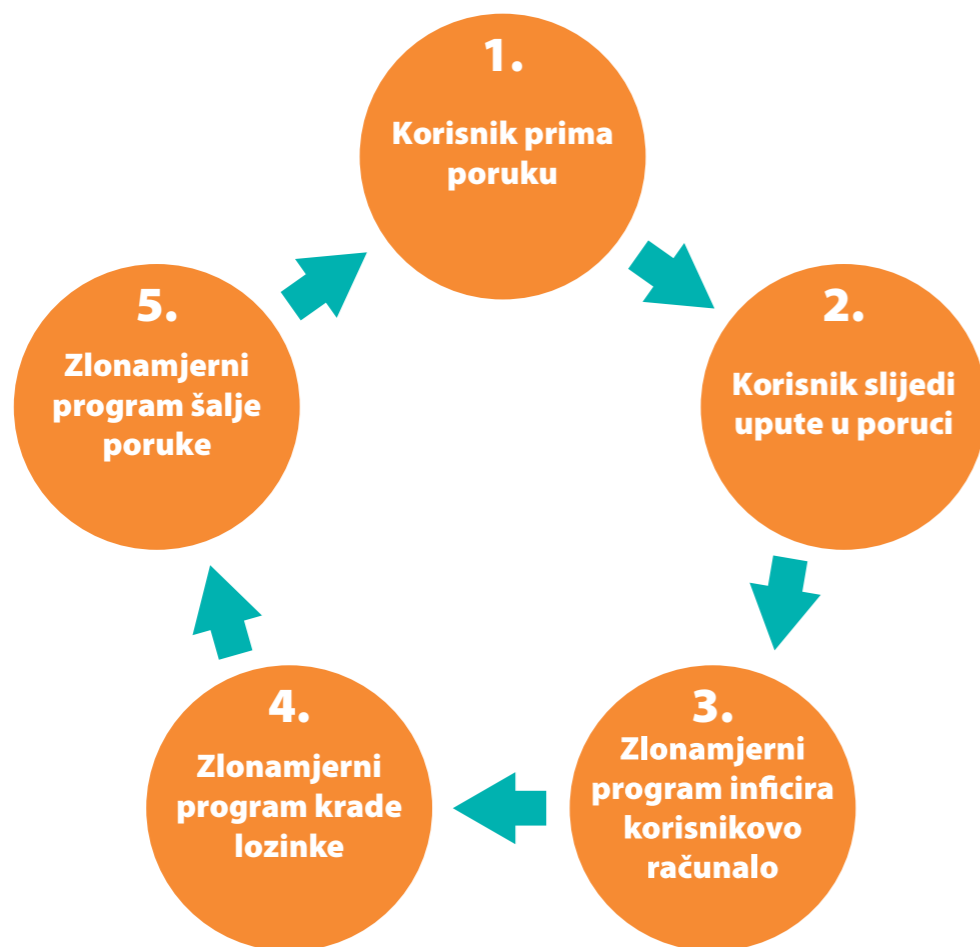 1.
Korisnik prima
poruku
2.
Korisnik slijedi
upute u poruci
3.
Zlonamjerni
program inficira
korisnikovo
računalo
4.
Zlonamjerni
program krade
lozinke
5.
Zlonamjerni
program šalje
poruke